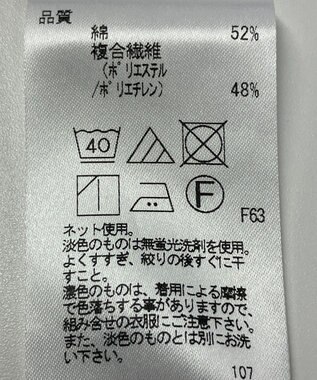 品質
綿 52%
複合繊維
(ポリエステル
/ポリエチレン) 48%
40
F
F63
ネット使用。
淡色のものは無蛍光洗剤を使用。
よくすすぎ、絞りの後すぐに干
すこと。
濃色のものは、着用による摩擦
で色落ちする事がありますので、
組み合せの衣服にご注意下さい。
また、淡色のものとは別にお洗
い下さい。
107